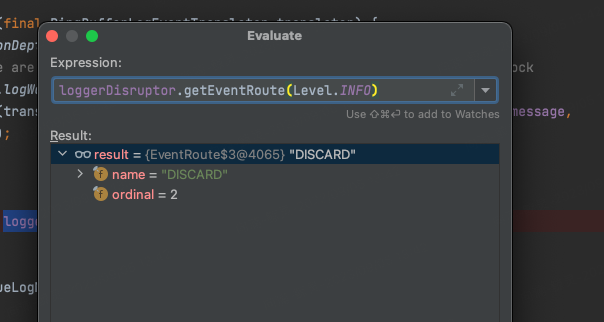 (final RingBufferLogEventTranslator translator) {
Evaluate
onDept
Expression:
e are
ock
.logW
loggerDisruptor.getEventRoute(Level.INFO)
(trans
message,
Use ⇧⌘⏎ to add to Watches
);
Result:
result = {EventRoute$3@4065} "DISCARD"
name = "DISCARD"
ordinal = 2
logge
ueLog